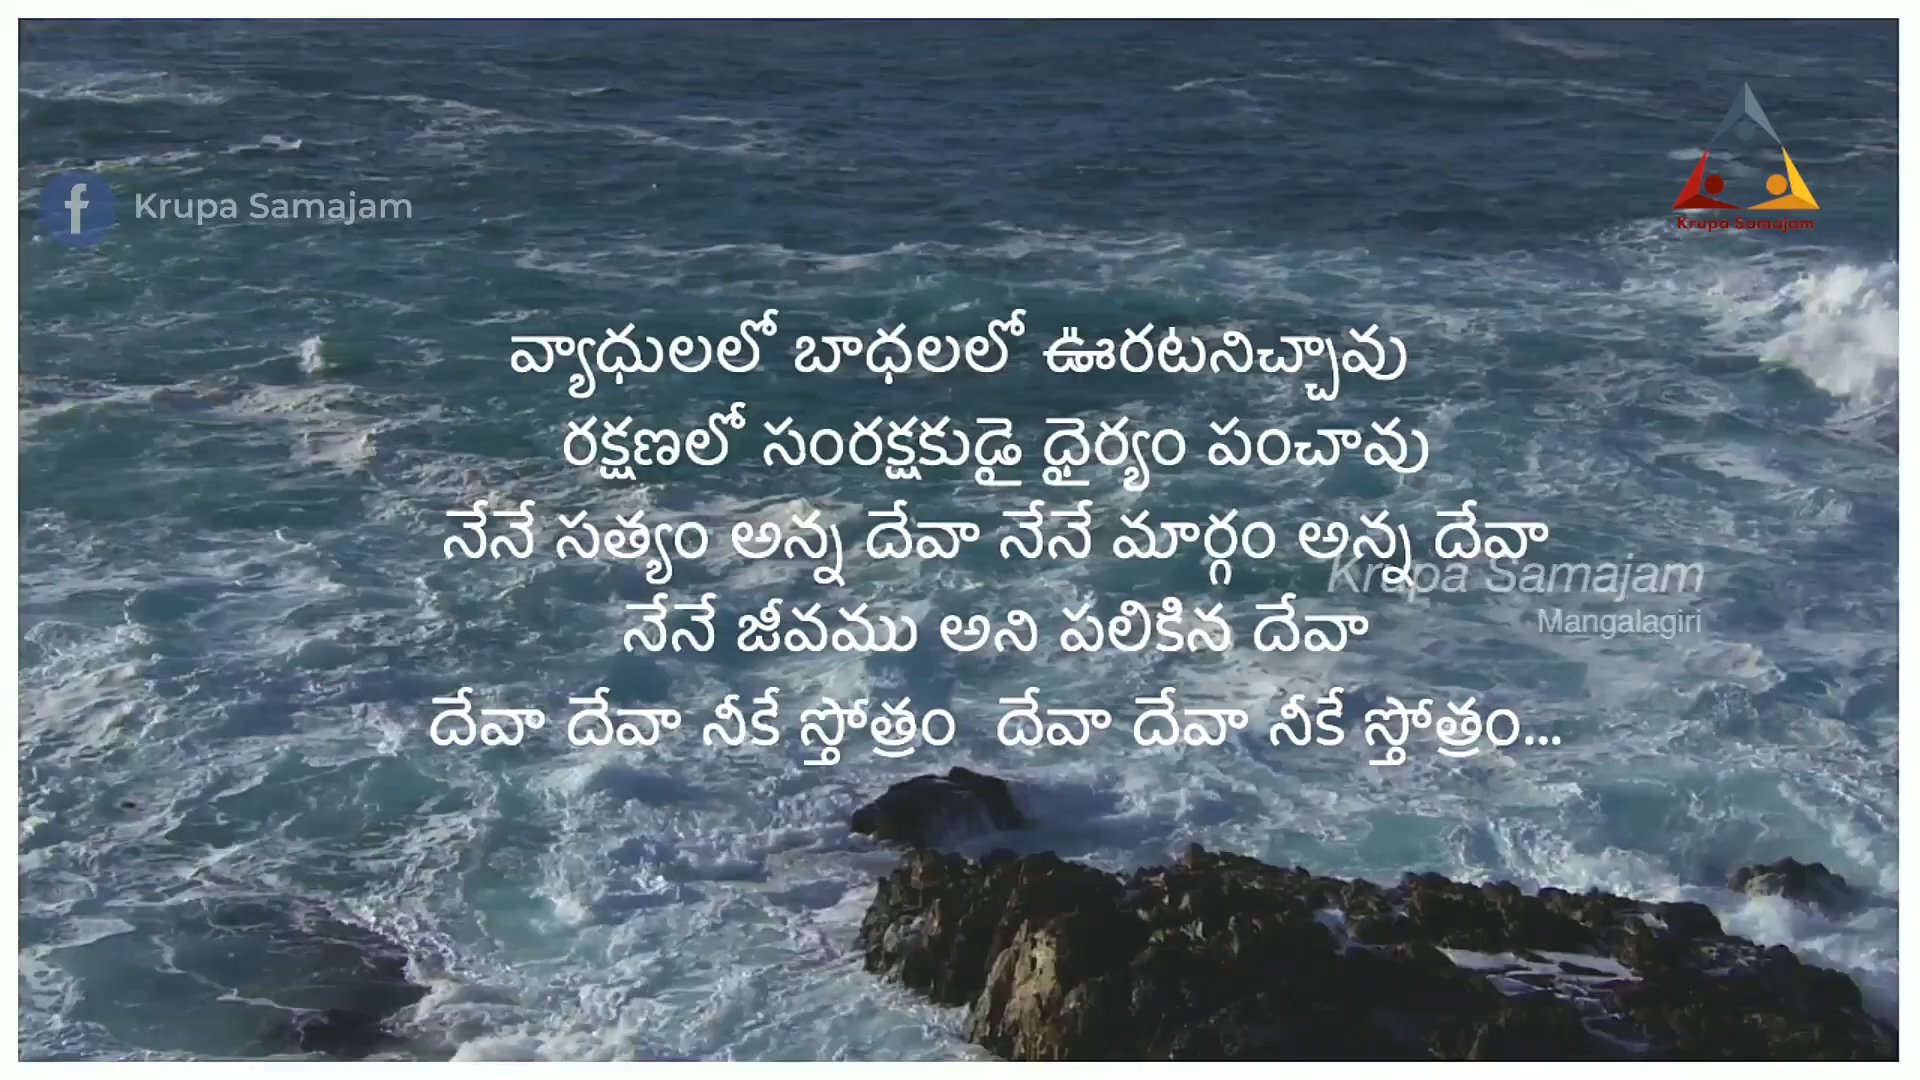 Krupa Samajam
Krupa Samajam
వ్యాధులలో బాధలలో ఊరటనిచ్చావు
రక్షణలో సంరక్షకుడై ధైర్యం పంచావు
నేనే సత్యం అన్న దేవా నేనే మార్గం అన్న దేవా
Krupa Samajam
Mangalagiri
నేనే జీవము అని పలికిన దేవా
దేవా దేవా నీకే స్తోత్రం దేవా దేవా నీకే స్తోత్రం...